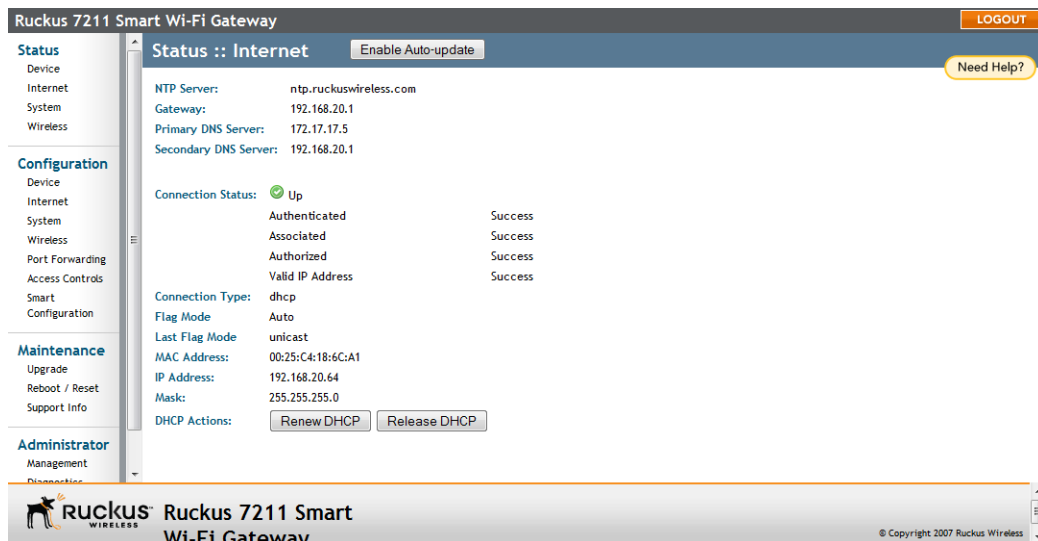 Ruckus 7211 Smart Wi-Fi Gateway
LOGOUT
Status
Device
Internet
System
Wireless
Configuration
Device
Internet
System
Wireless
Port Forwarding
Access Controls
Smart
Configuration
Maintenance
Upgrade
Reboot / Reset
Support Info
Administrator
Management
Diagnostics
Status :: Internet
Enable Auto-update
Need Help?
NTP Server: ntp.ruckuswireless.com
Gateway: 192.168.20.1
Primary DNS Server: 172.17.17.5
Secondary DNS Server: 192.168.20.1
Connection Status: Up
Authenticated Success
Associated Success
Authorized Success
Valid IP Address Success
Connection Type: dhcp
Flag Mode Auto
Last Flag Mode unicast
MAC Address: 00:25:C4:18:6C:A1
IP Address: 192.168.20.64
Mask: 255.255.255.0
DHCP Actions: Renew DHCP Release DHCP
Ruckus WIRELESS
Ruckus 7211 Smart
Wi-Fi Gateway
© Copyright 2007 Ruckus Wireless